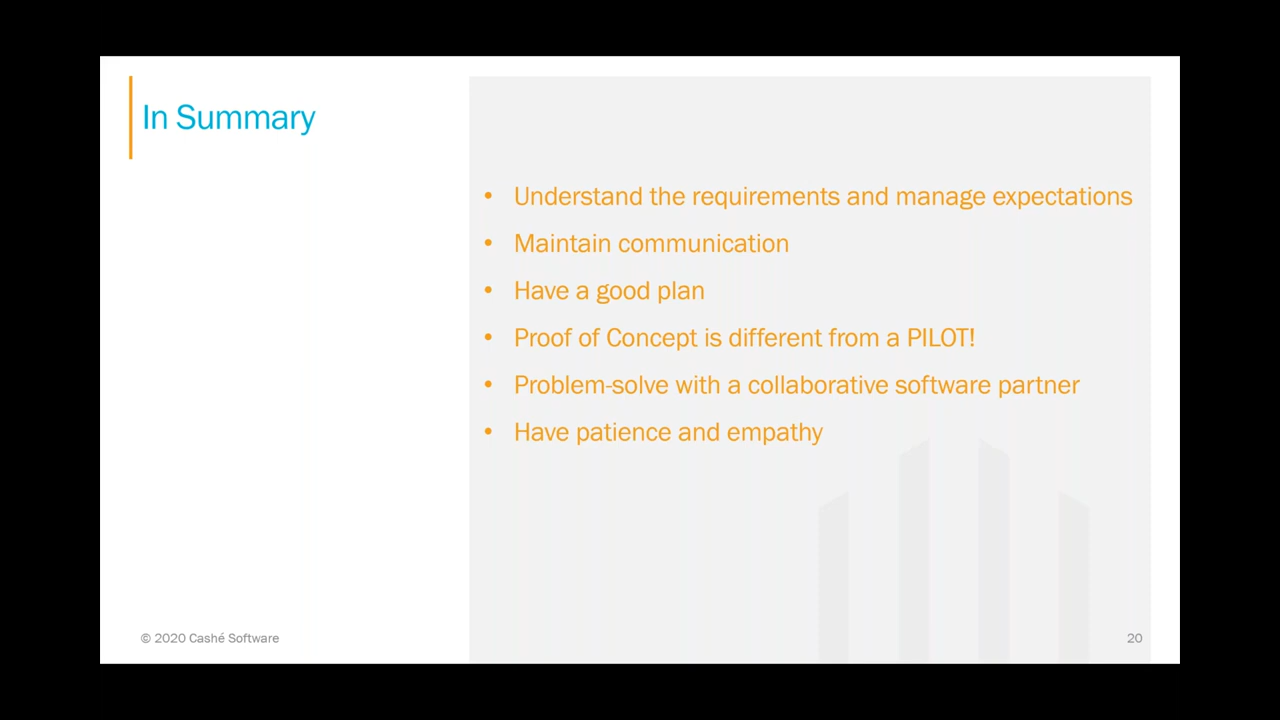 In Summary
• Understand the requirements and manage expectations
• Maintain communication
• Have a good plan
• Proof of Concept is different from a PILOT!
• Problem-solve with a collaborative software partner
• Have patience and empathy
© 2020 Cashé Software
20